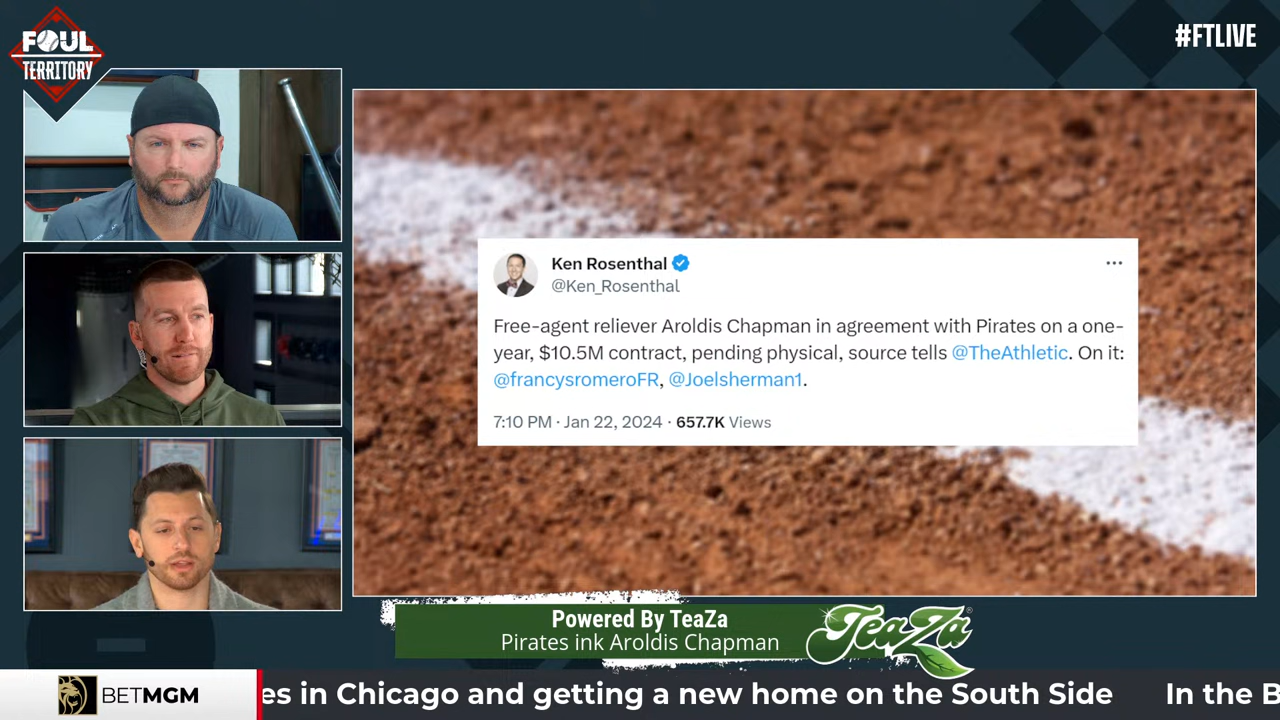 FOUL
TERRITORY
#FTLIVE
Ken Rosenthal
@Ken_Rosenthal
Free-agent reliever Aroldis Chapman in agreement with Pirates on a one-
year, $10.5M contract, pending physical, source tells @TheAthletic. On it:
@francysromeroFR, @Joelsherman1.
7:10 PM · Jan 22, 2024 · 657.7K Views
Powered By TeaZa
Pirates ink Aroldis Chapman
TeaZa®
BETMGM
es in Chicago and getting a new home on the South Side In the B